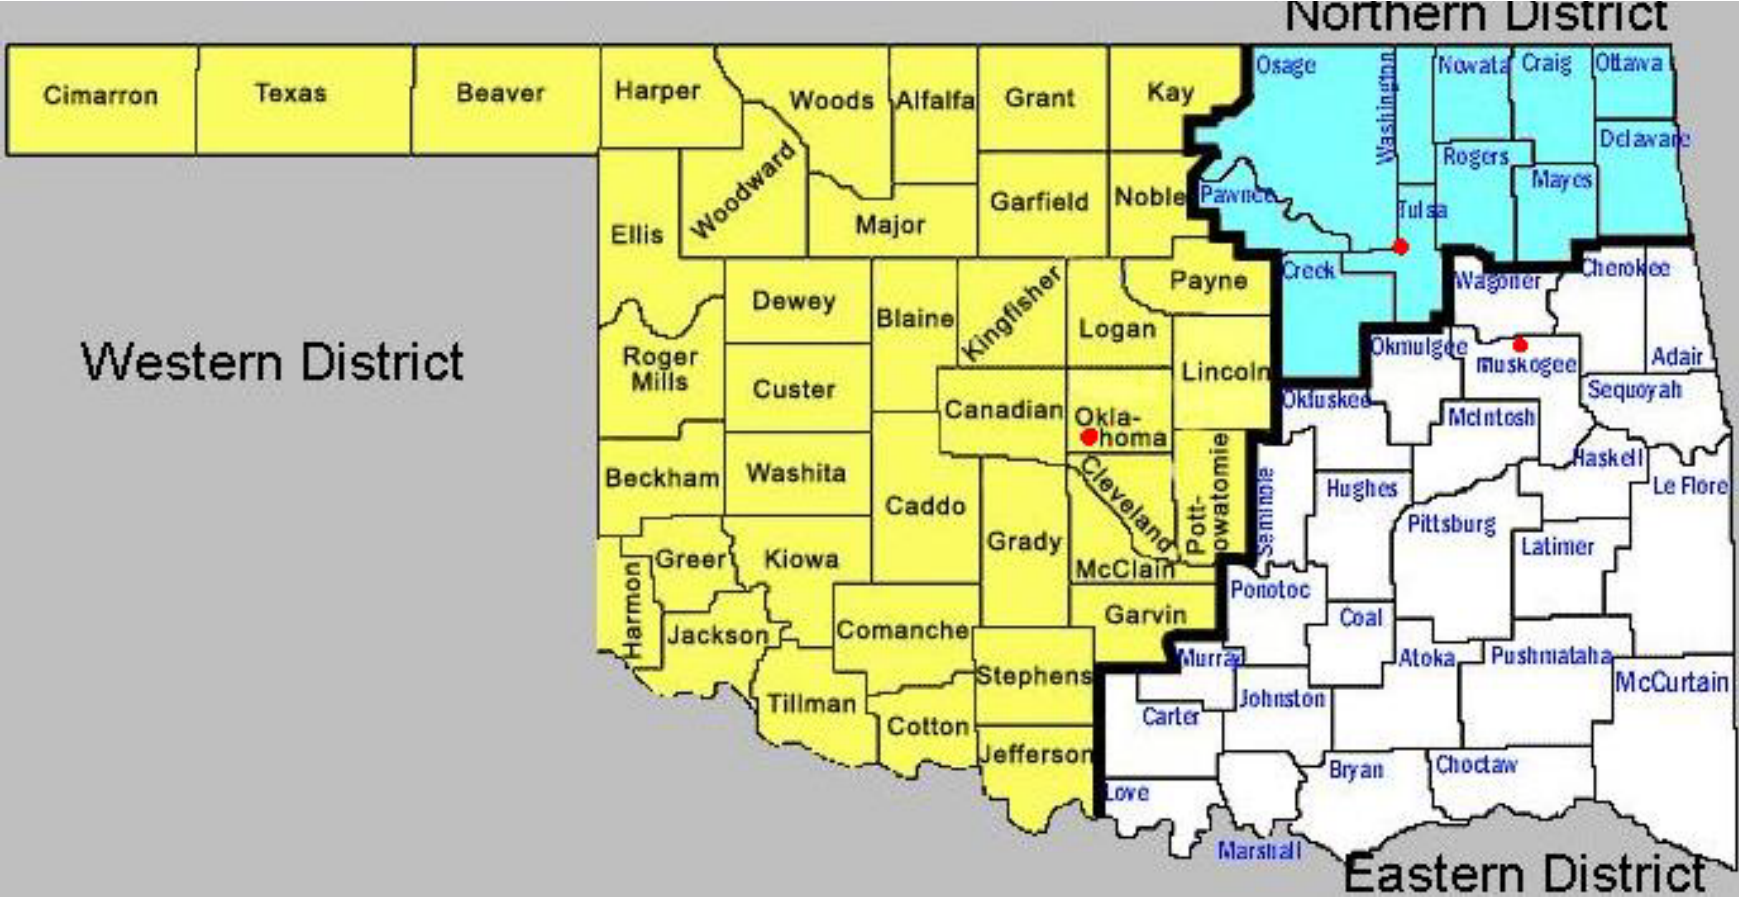 Northern District
Cimarron
Texas
Beaver
Harper
Woods
Alfalfa
Grant
Kay
Osage
Washington
Nowata
Craig
Ottawa
Delaware
Rogers
Mayes
Woodward
Ellis
Major
Garfield
Noble
Pawnee
Tulsa
Creek
Wagoner
Cherokee
Dewey
Blaine
Kingfisher
Logan
Payne
Western District
Roger
Mills
Custer
Canadian
Okla-
homa
Lincoln
Okmulgee
Muskogee
Adair
Sequoyah
Okfuskee
McIntosh
Beckham
Washita
Caddo
Grady
Cleveland
Pott-
owatomie
Seminole
Hughes
Haskell
Le Flore
Pittsburg
Latimer
Harmon
Greer
Kiowa
McClain
Garvin
Ponotoc
Coal
Jackson
Comanche
Stephens
Murray
Atoka
Pushmataha
McCurtain
Tillman
Cotton
Carter
Johnston
Jefferson
Love
Bryan
Choctaw
Marshall
Eastern District